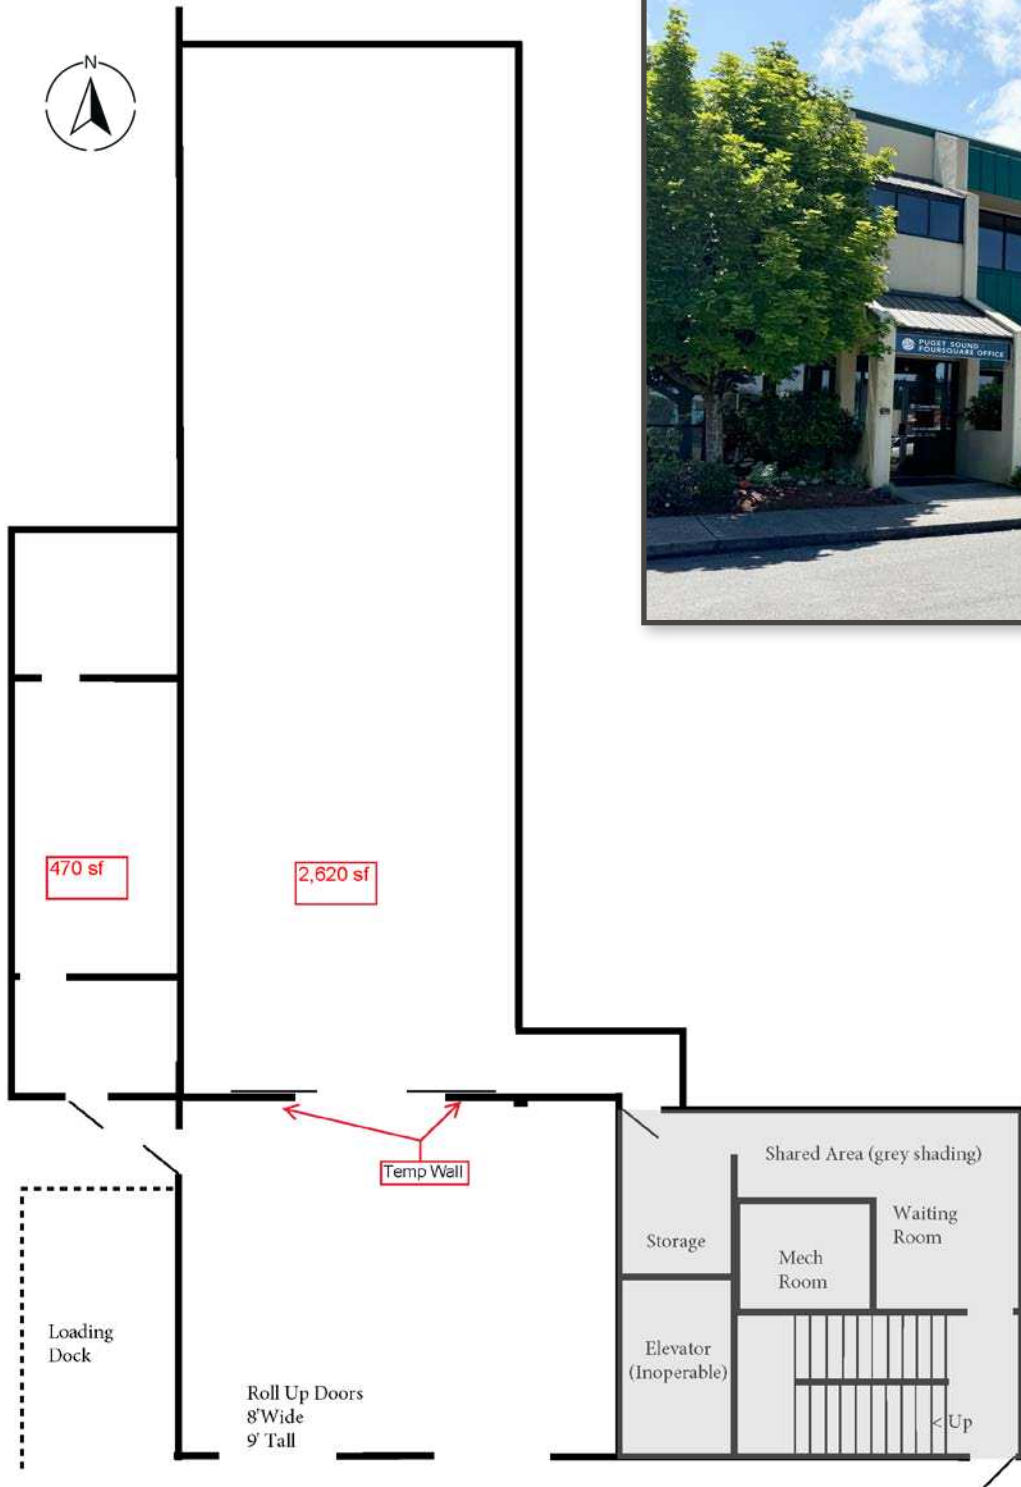 N
PUGET SOUND
FOURSQUARE OFFICE
470 sf
2,620 sf
Temp Wall
Shared Area (grey shading)
Waiting
Room
Storage
Mech
Room
Loading
Dock
Elevator
(Inoperable)
Roll Up Doors
8'Wide
9' Tall
< Up